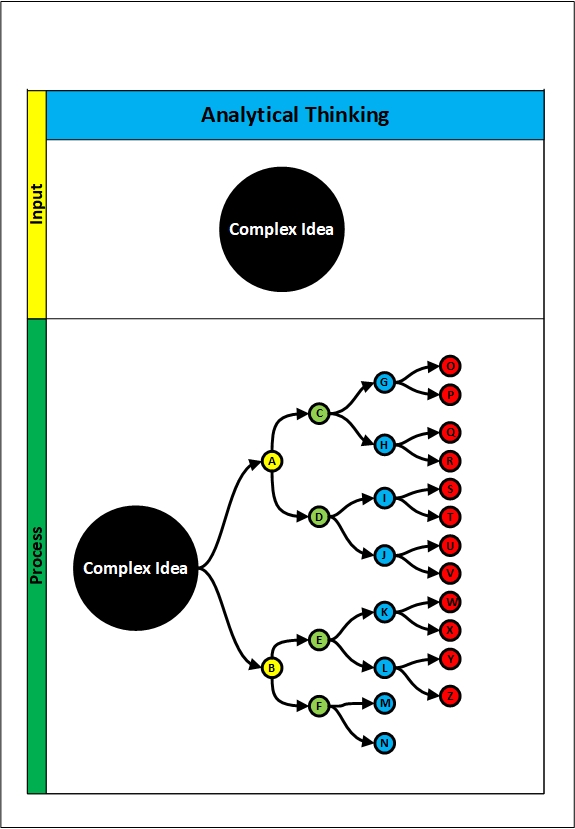 Analytical Thinking
Input
Complex Idea
Process
Complex Idea
A
B
C
D
E
F
G
H
I
J
K
L
M
N
O
P
Q
R
S
T
U
V
W
X
Y
Z